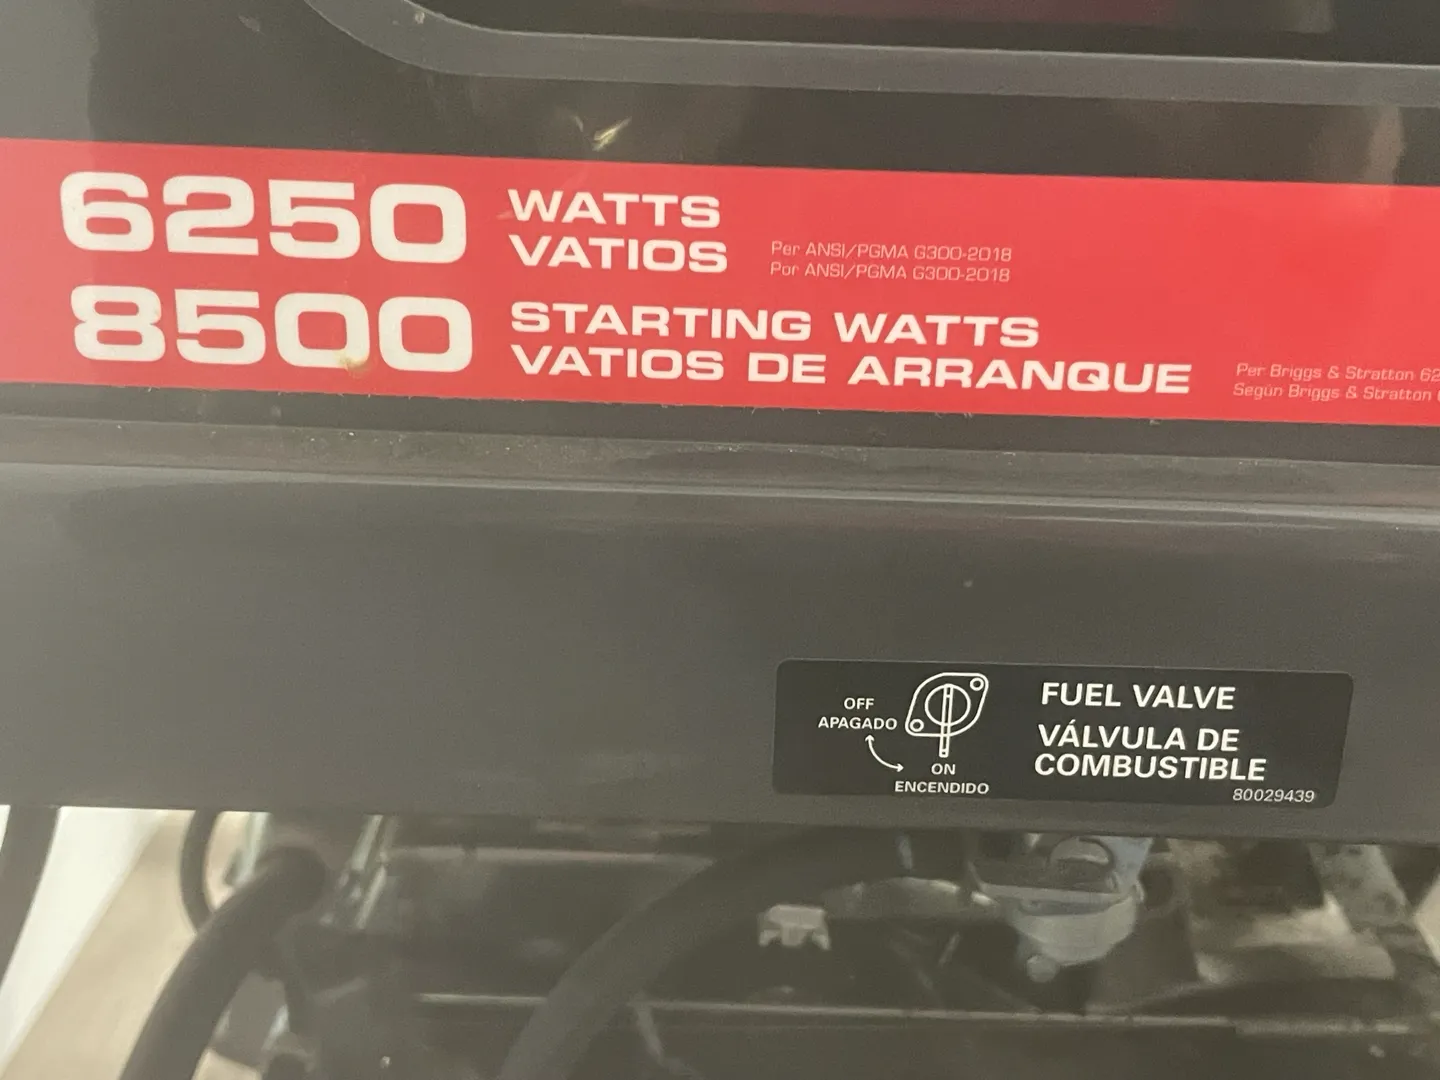 6250 WATTS
VATIOS
Per ANSI/PGMA G300-2018
Por ANSI/PGMA G300-2018
8500 STARTING WATTS
VATIOS DE ARRANQUE
Per Briggs & Stratton
Según Briggs & Stratton
OFF
APAGADO
ON
ENCENDIDO
FUEL VALVE
VÁLVULA DE
COMBUSTIBLE
80029439